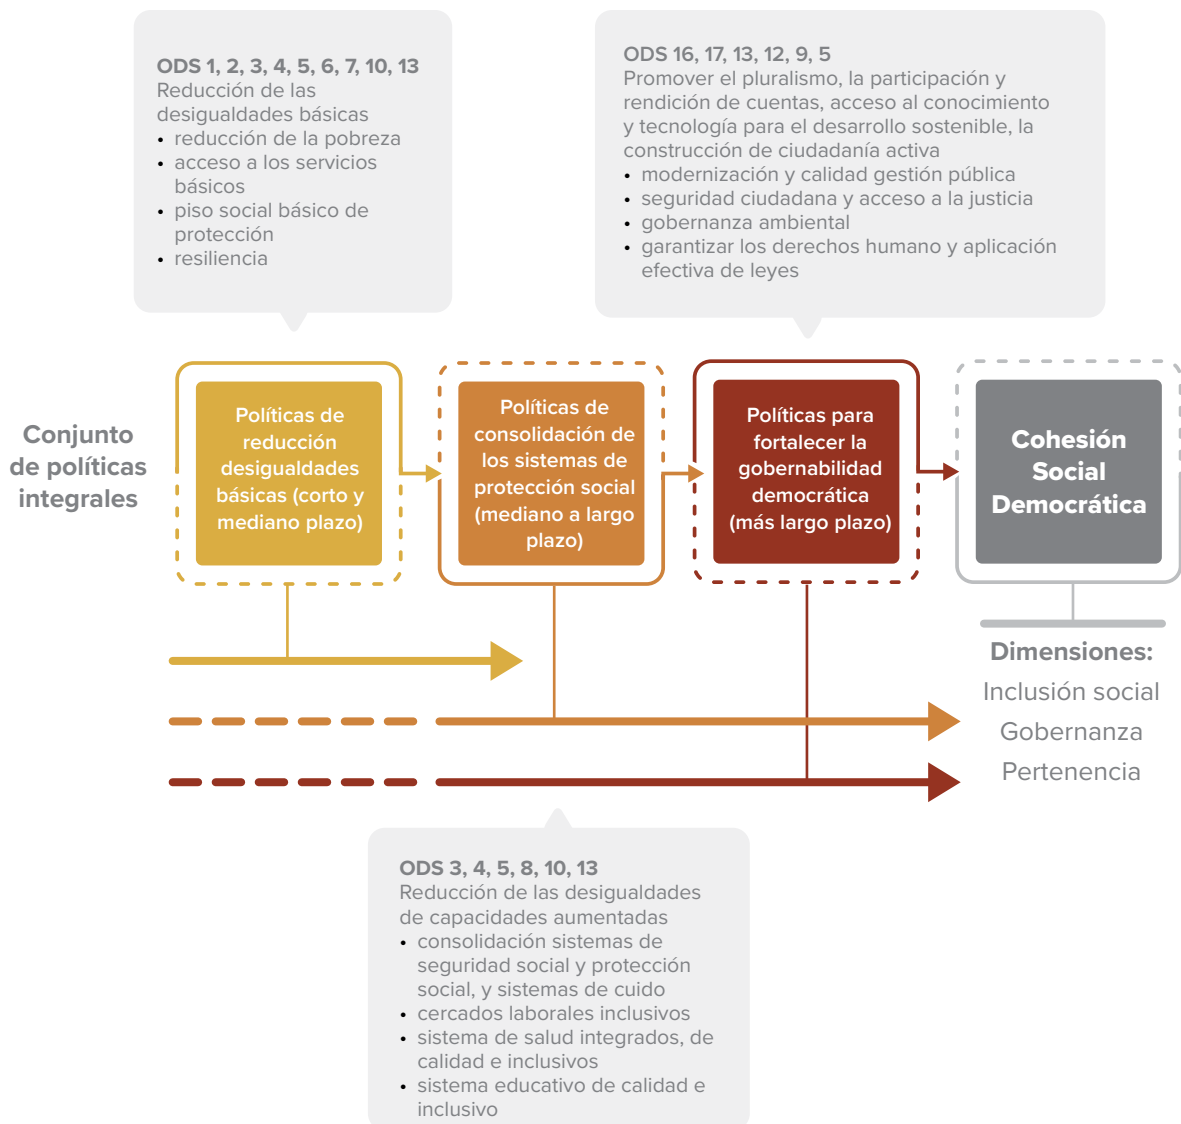 ODS 1, 2, 3, 4, 5, 6, 7, 10, 13
Reducción de las
desigualdades básicas
• reducción de la pobreza
• acceso a los servicios
básicos
• piso social básico de
protección
• resiliencia
ODS 16, 17, 13, 12, 9, 5
Promover el pluralismo, la participación y
rendición de cuentas, acceso al conocimiento
y tecnología para el desarrollo sostenible, la
construcción de ciudadanía activa
• modernización y calidad gestión pública
• seguridad ciudadana y acceso a la justicia
• gobernanza ambiental
• garantizar los derechos humano y aplicación
efectiva de leyes
Conjunto
de políticas
integrales
Políticas de
reducción
desigualdades
básicas (corto y
mediano plazo)
Políticas de
consolidación de
los sistemas de
protección social
(mediano a largo
plazo)
Políticas para
fortalecer la
gobernabilidad
democrática
(más largo plazo)
Cohesión
Social
Democrática
Dimensiones:
Inclusión social
Gobernanza
Pertenencia
ODS 3, 4, 5, 8, 10, 13
Reducción de las desigualdades
de capacidades aumentadas
• consolidación sistemas de
seguridad social y protección
social, y sistemas de cuido
• cercados laborales inclusivos
• sistema de salud integrados, de
calidad e inclusivos
• sistema educativo de calidad e
inclusivo